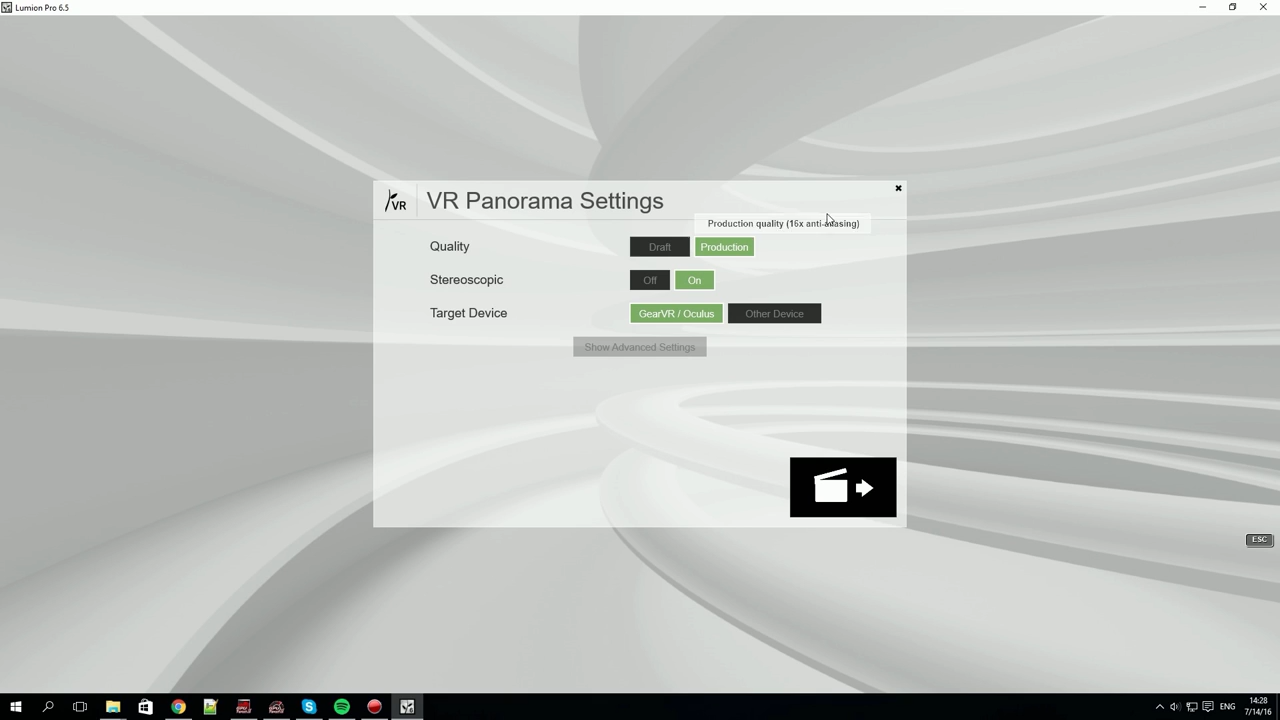 Lumion Pro 6.5
VR
VR Panorama Settings
Production quality (16x anti-aliasing)
Quality
Draft
Production
Stereoscopic
Off
On
Target Device
GearVR / Oculus
Other Device
Show Advanced Settings
ESC
ENG
14:28
7/14/16